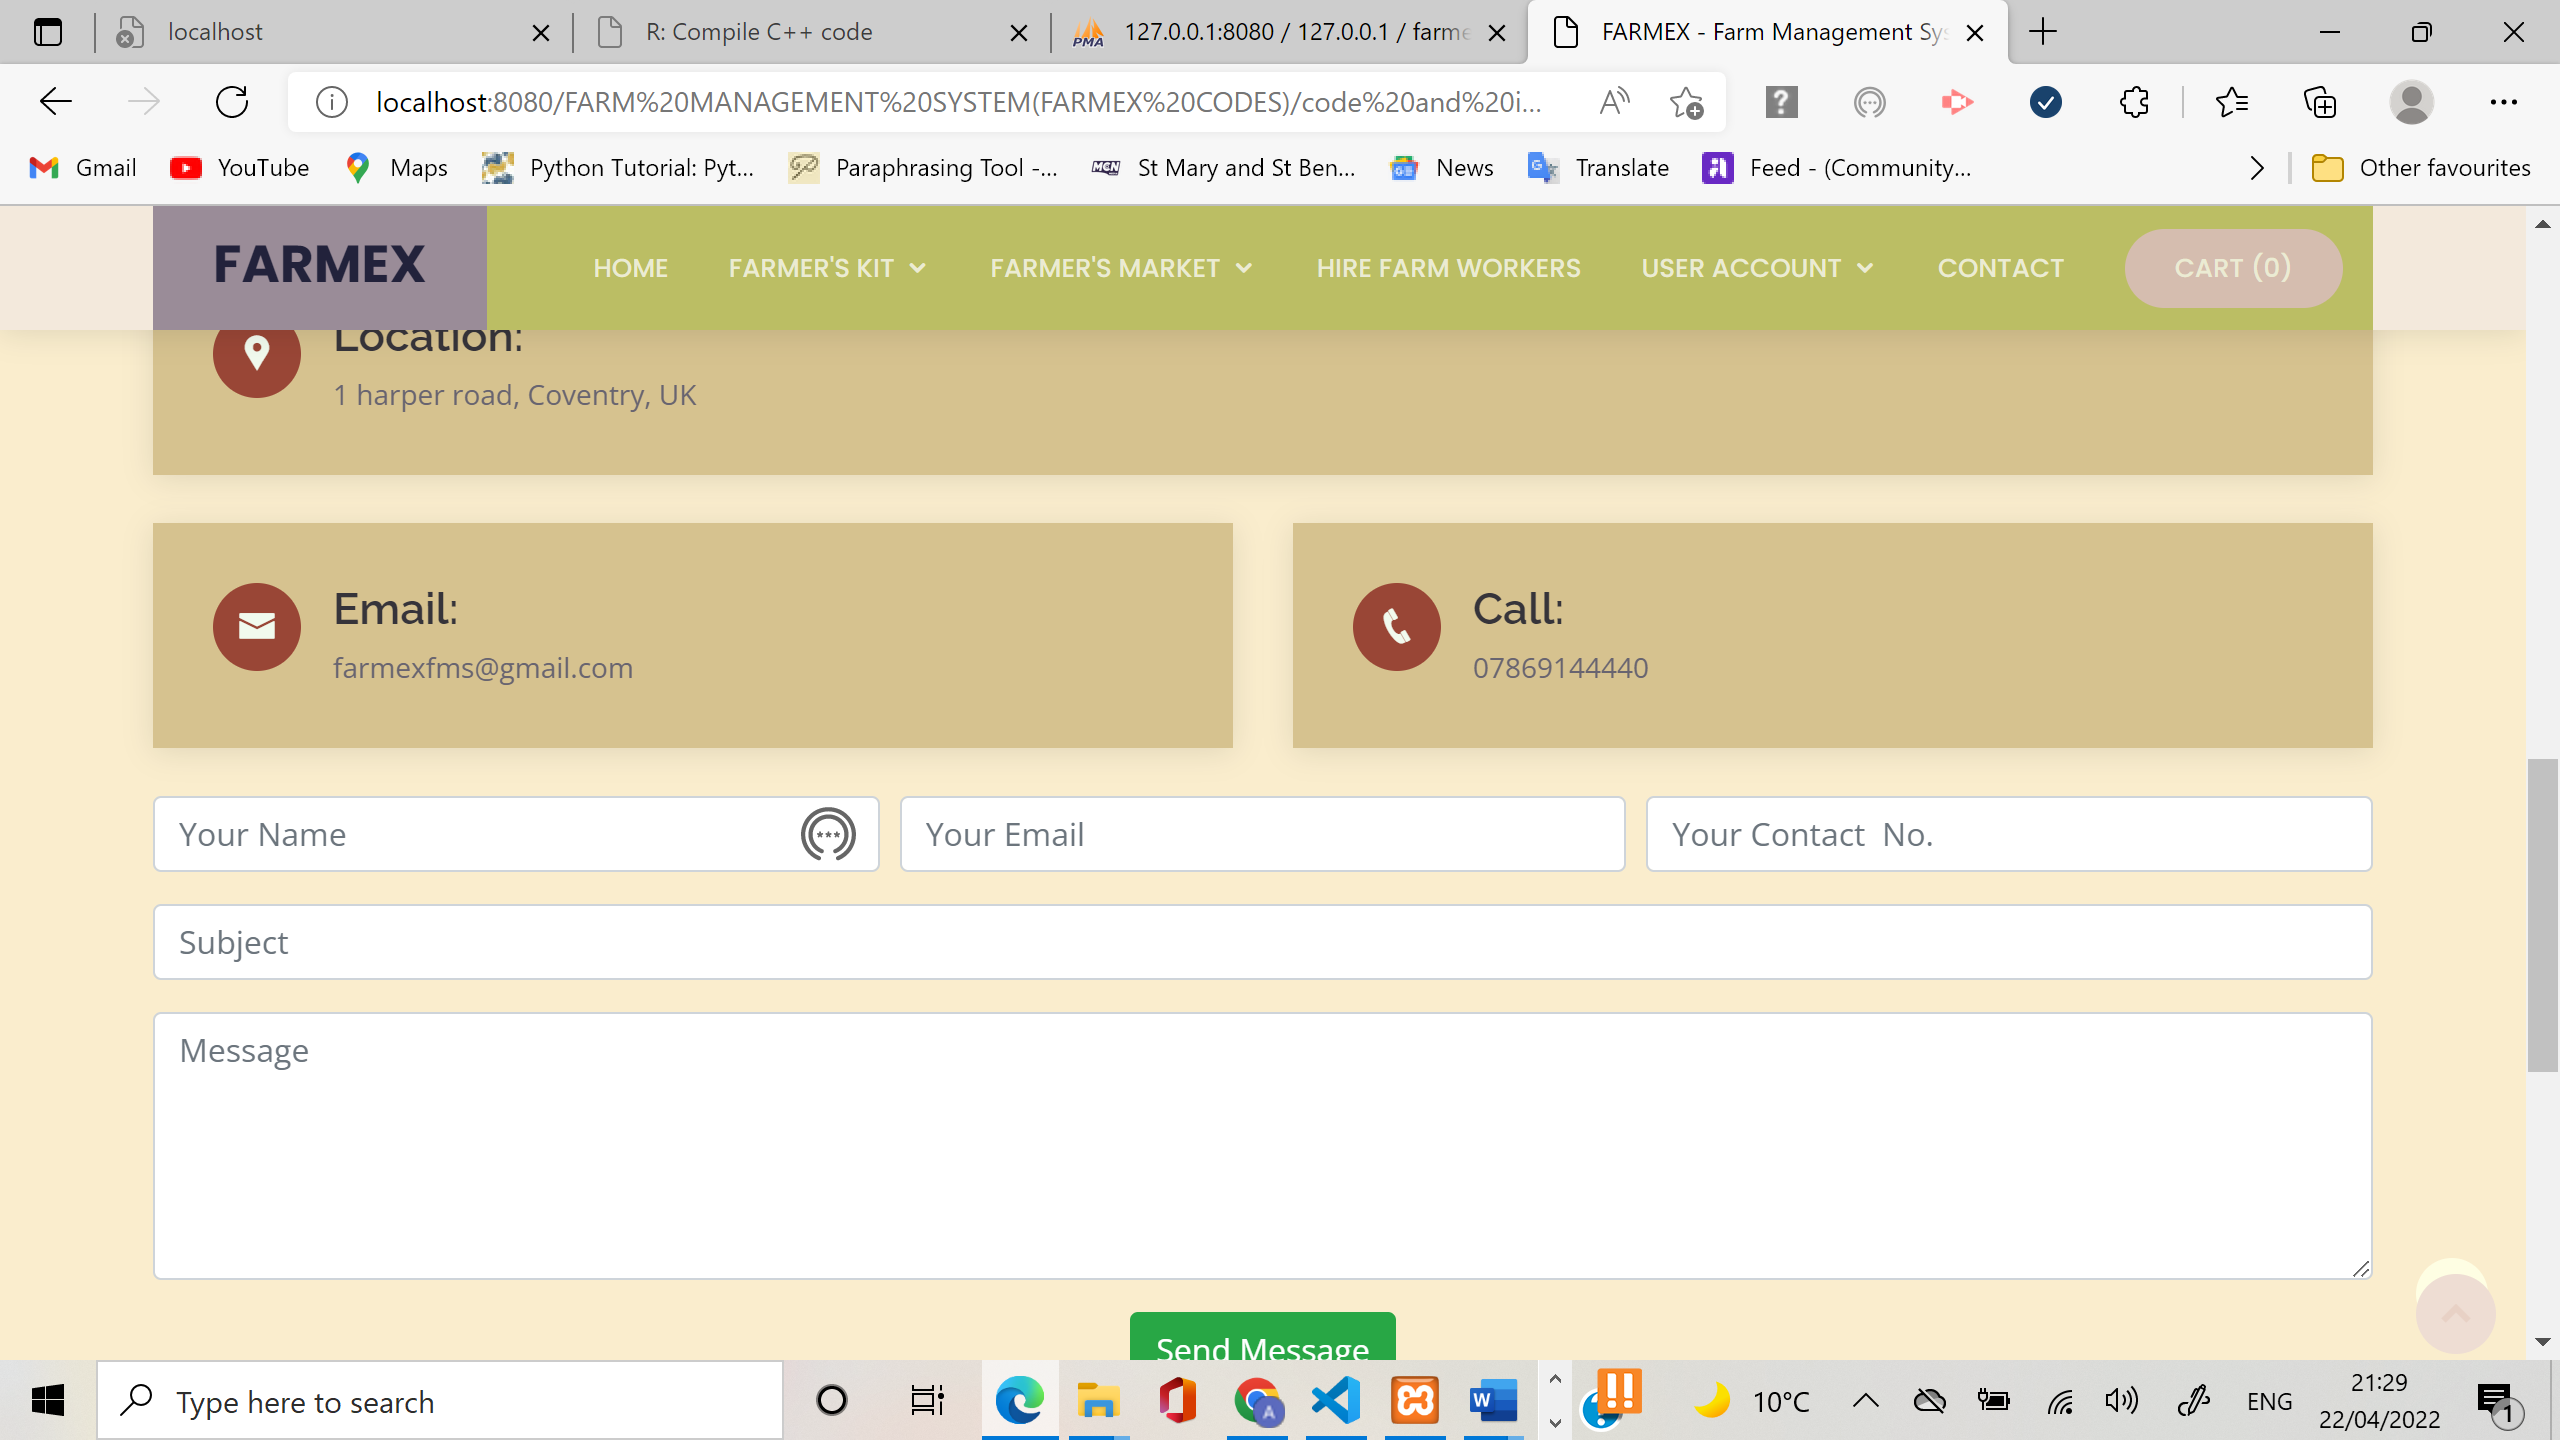 localhost
R: Compile C++ code
127.0.0.1:8080 / 127.0.0.1 / farme
FARMEX - Farm Management Sys
localhost:8080/FARM%20MANAGEMENT%20SYSTEM(FARMEX%20CODES)/code%20and%20i...
Gmail
YouTube
Maps
Python Tutorial: Pyt...
Paraphrasing Tool -...
St Mary and St Ben...
News
Translate
Feed - (Community...
Other favourites
FARMEX
HOME
FARMER'S KIT
FARMER'S MARKET
HIRE FARM WORKERS
USER ACCOUNT
CONTACT
CART (0)
Location:
1 harper road, Coventry, UK
Email:
farmexfms@gmail.com
Call:
07869144440
Your Name
Your Email
Your Contact  No.
Subject
Message
Send Message
Type here to search
10°C
ENG
21:29
22/04/2022
1